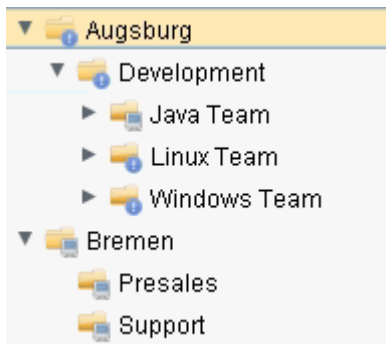 Augsburg
Development
Java Team
Linux Team
Windows Team
Bremen
Presales
Support